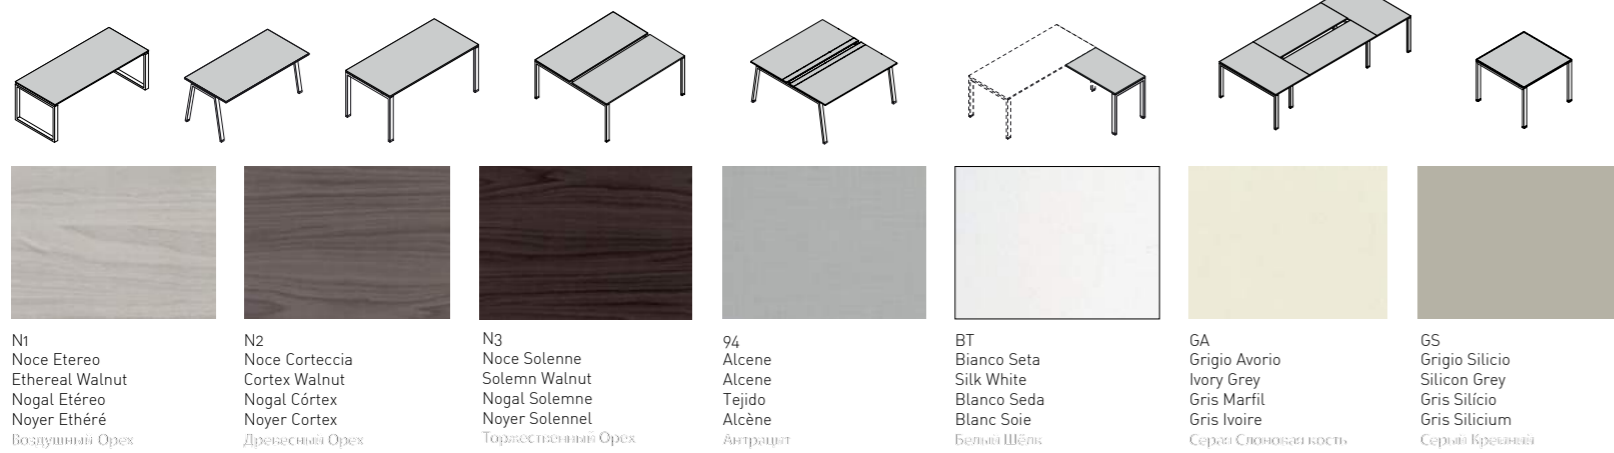 N1
Noce Etereo
Ethereal Walnut
Nogal Etéreo
Noyer Ethéré
Воздушный Орех
N2
Noce Corteccia
Cortex Walnut
Nogal Córtex
Noyer Cortex
Древесный Орех
N3
Noce Solenne
Solemn Walnut
Nogal Solemne
Noyer Solennel
Торжественный Орех
94
Alcene
Alcene
Tejido
Alcène
Антрацит
BT
Bianco Seta
Silk White
Blanco Seda
Blanc Soie
Белый Шёлк
GA
Grigio Avorio
Ivory Grey
Gris Marfil
Gris Ivoire
Серая Слоновая кость
GS
Grigio Silicio
Silicon Grey
Gris Silício
Gris Silicium
Серый Кремний